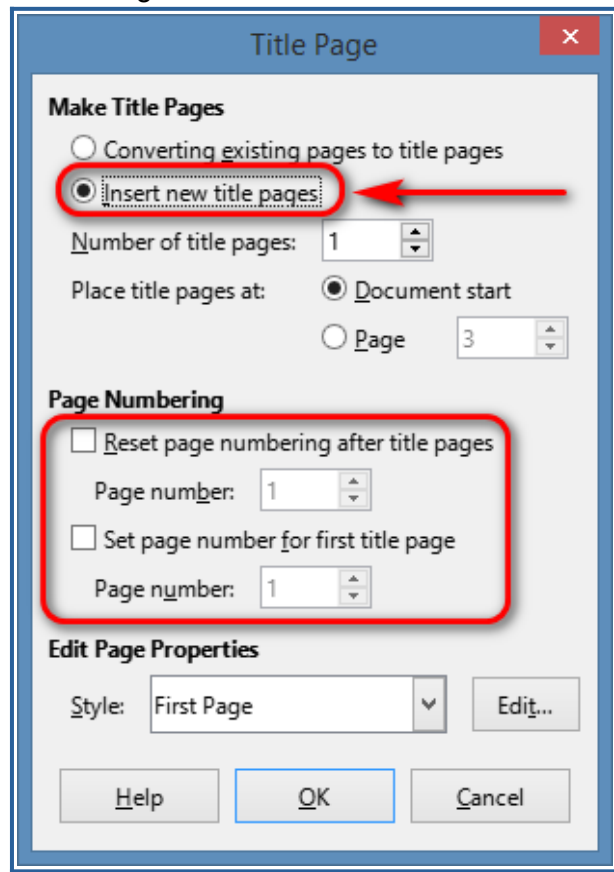 Title Page
Make Title Pages
Converting existing pages to title pages
Insert new title pages
Number of title pages: 1
Place title pages at: Document start
Page 3
Page Numbering
Reset page numbering after title pages
Page number: 1
Set page number for first title page
Page number: 1
Edit Page Properties
Style: First Page Edit...
Help OK Cancel